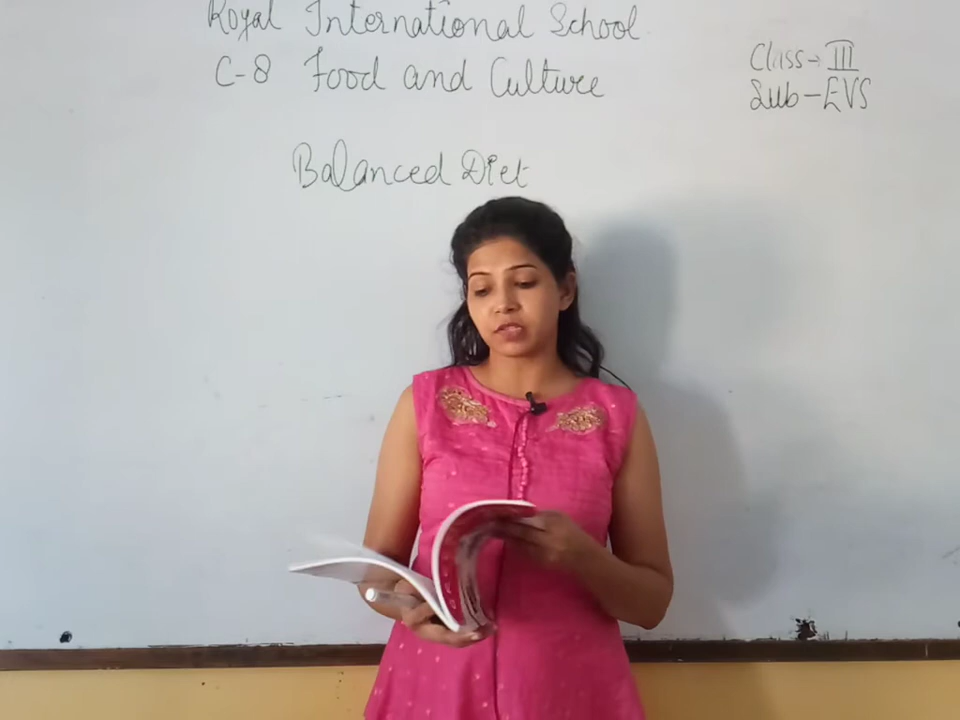 Royal International School
C-8 Food and Culture
Class → III
Sub - EVS
Balanced Diet